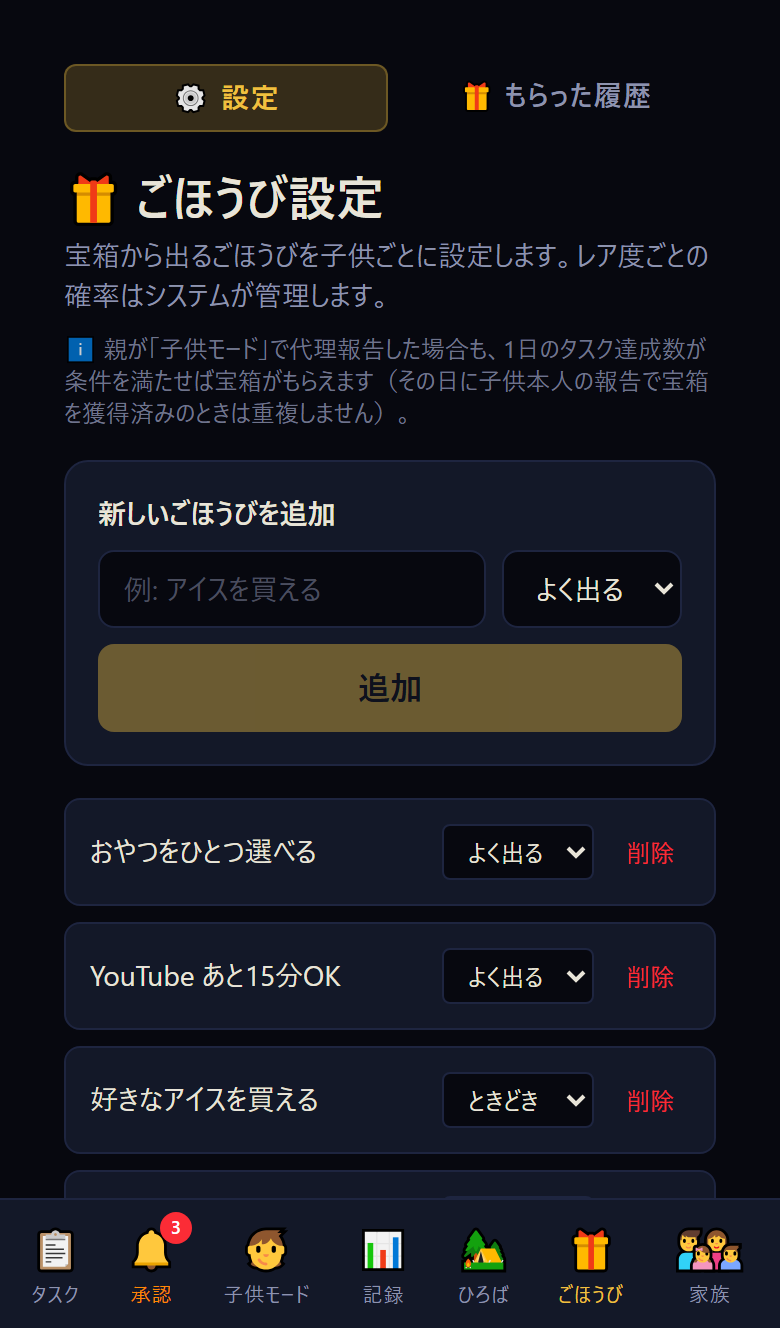 設定
もらった履歴
ごほうび設定
宝箱から出るごほうびを子供ごとに設定します。レア度ごとの
確率はシステムが管理します。
i 親が「子供モード」で代理報告した場合も、1日のタスク達成数が
条件を満たせば宝箱がもらえます（その日に子供本人の報告で宝箱
を獲得済みのときは重複しません）。
新しいごほうびを追加
例: アイスを買える
よく出る
追加
おやつをひとつ選べる
よく出る
削除
YouTube あと15分OK
よく出る
削除
好きなアイスを買える
ときどき
削除
3
タスク
承認
子供モード
記録
ひろば
ごほうび
家族